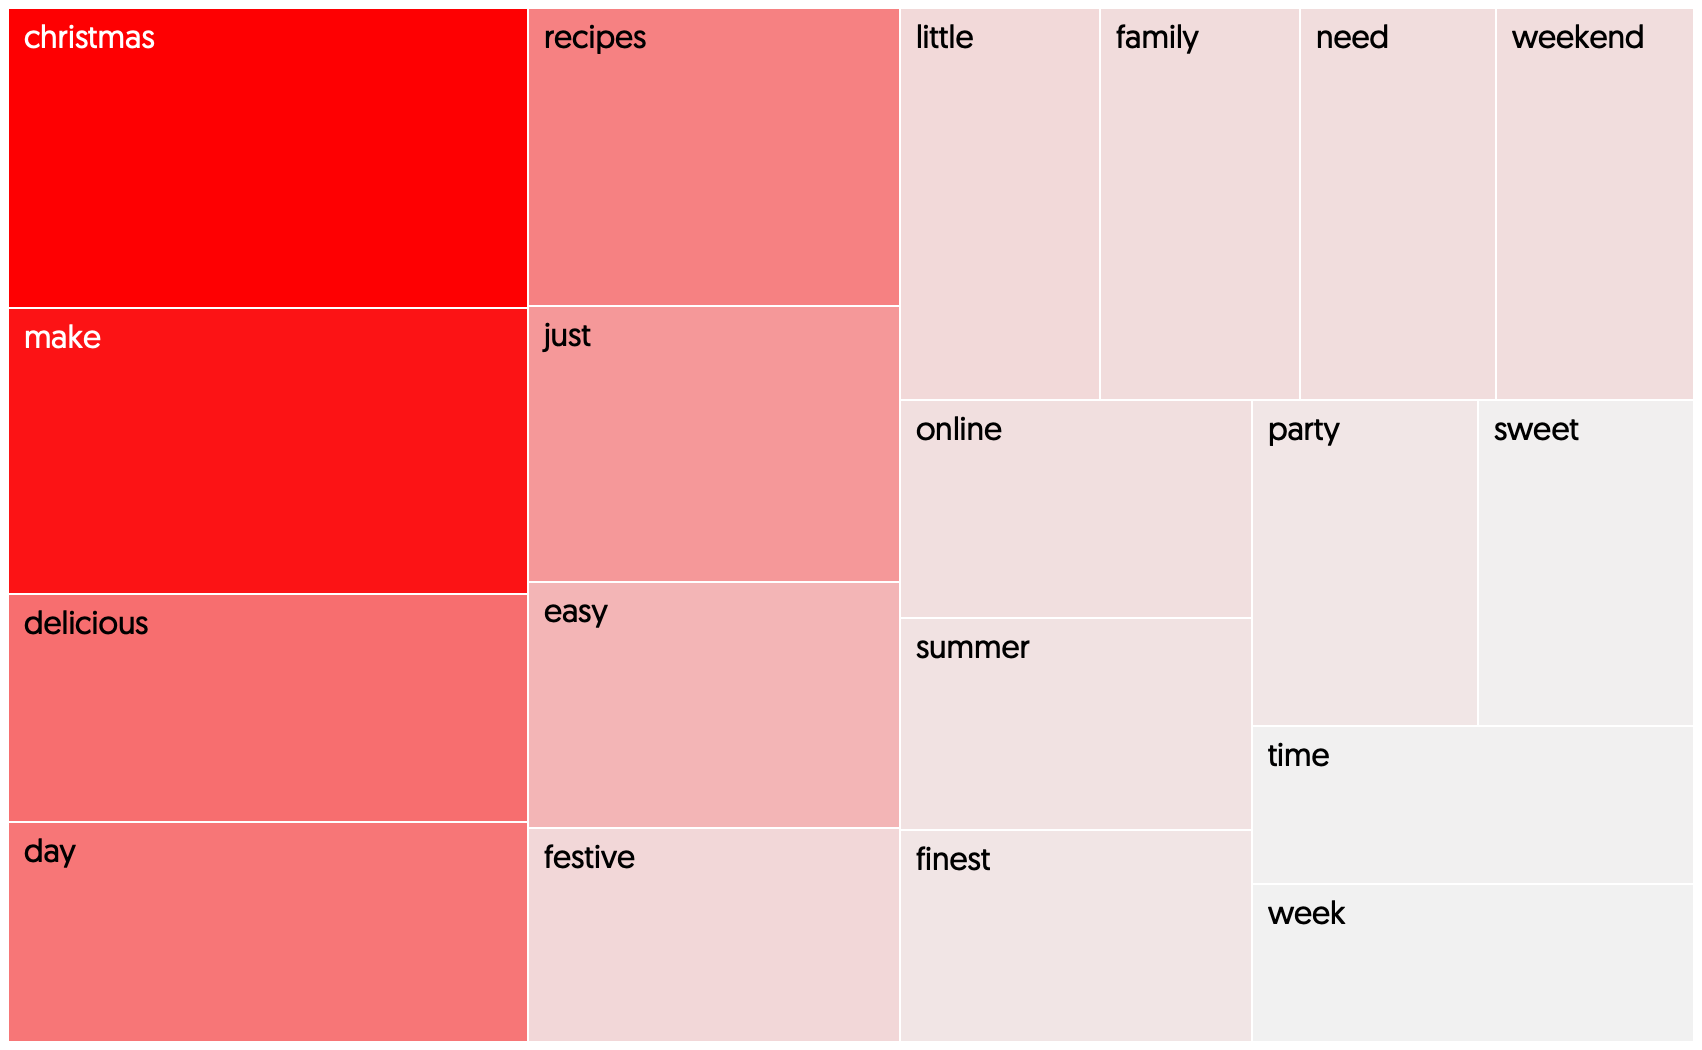 christmas
make
delicious
day
recipes
just
easy
festive
little
family
need
weekend
online
summer
finest
party
sweet
time
week